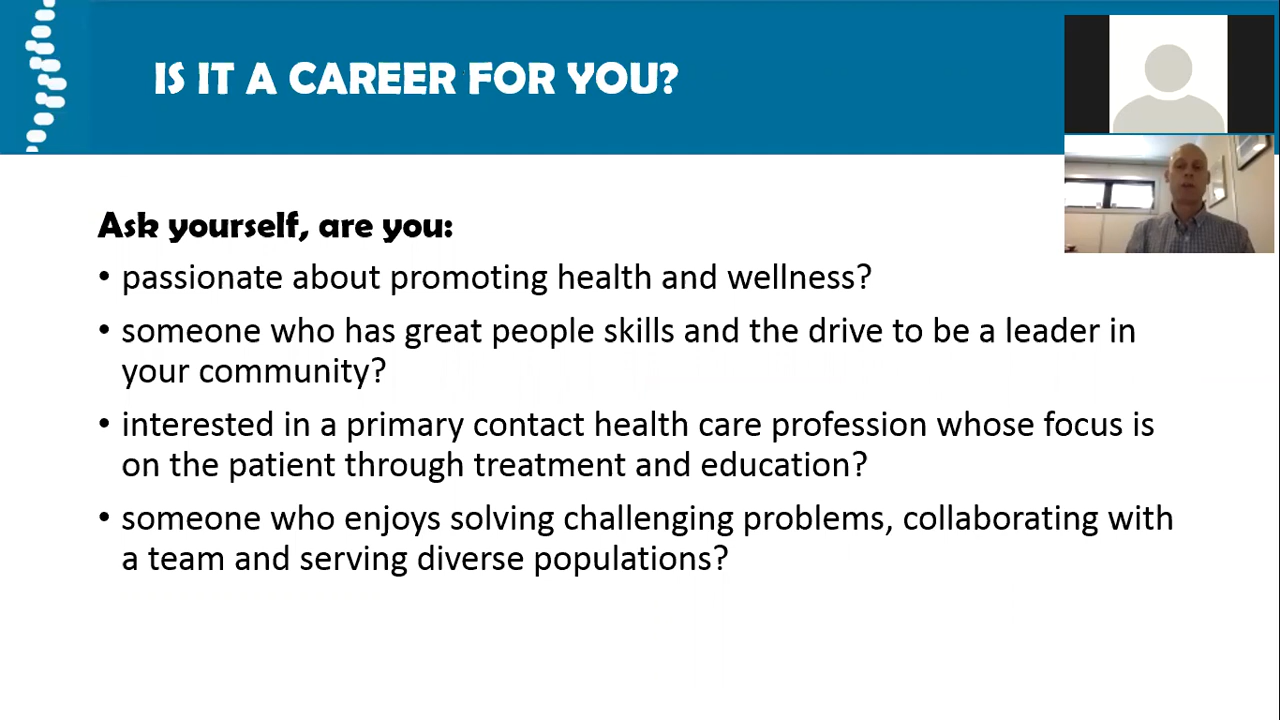 IS IT A CAREER FOR YOU?
Ask yourself, are you:
• passionate about promoting health and wellness?
• someone who has great people skills and the drive to be a leader in
your community?
• interested in a primary contact health care profession whose focus is
on the patient through treatment and education?
• someone who enjoys solving challenging problems, collaborating with
a team and serving diverse populations?